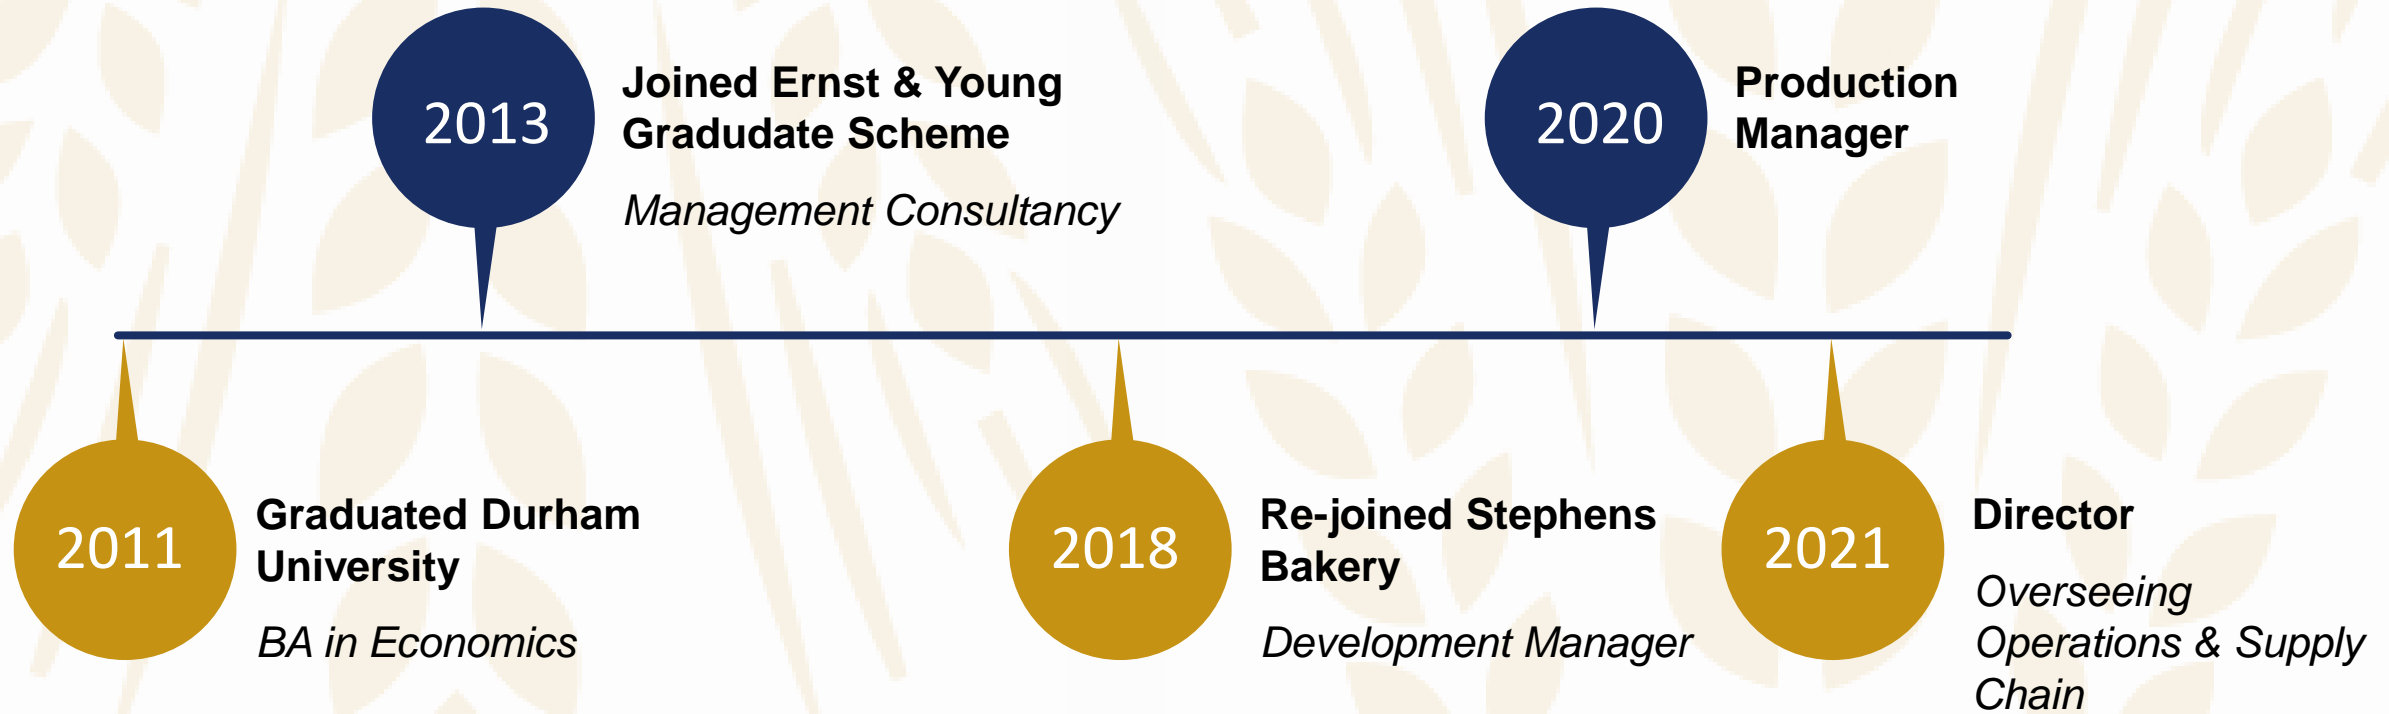 2011
Graduated Durham
University
BA in Economics
2013
Joined Ernst & Young
Gradudate Scheme
Management Consultancy
2018
Re-joined Stephens
Bakery
Development Manager
2020
Production
Manager
2021
Director
Overseeing
Operations & Supply
Chain